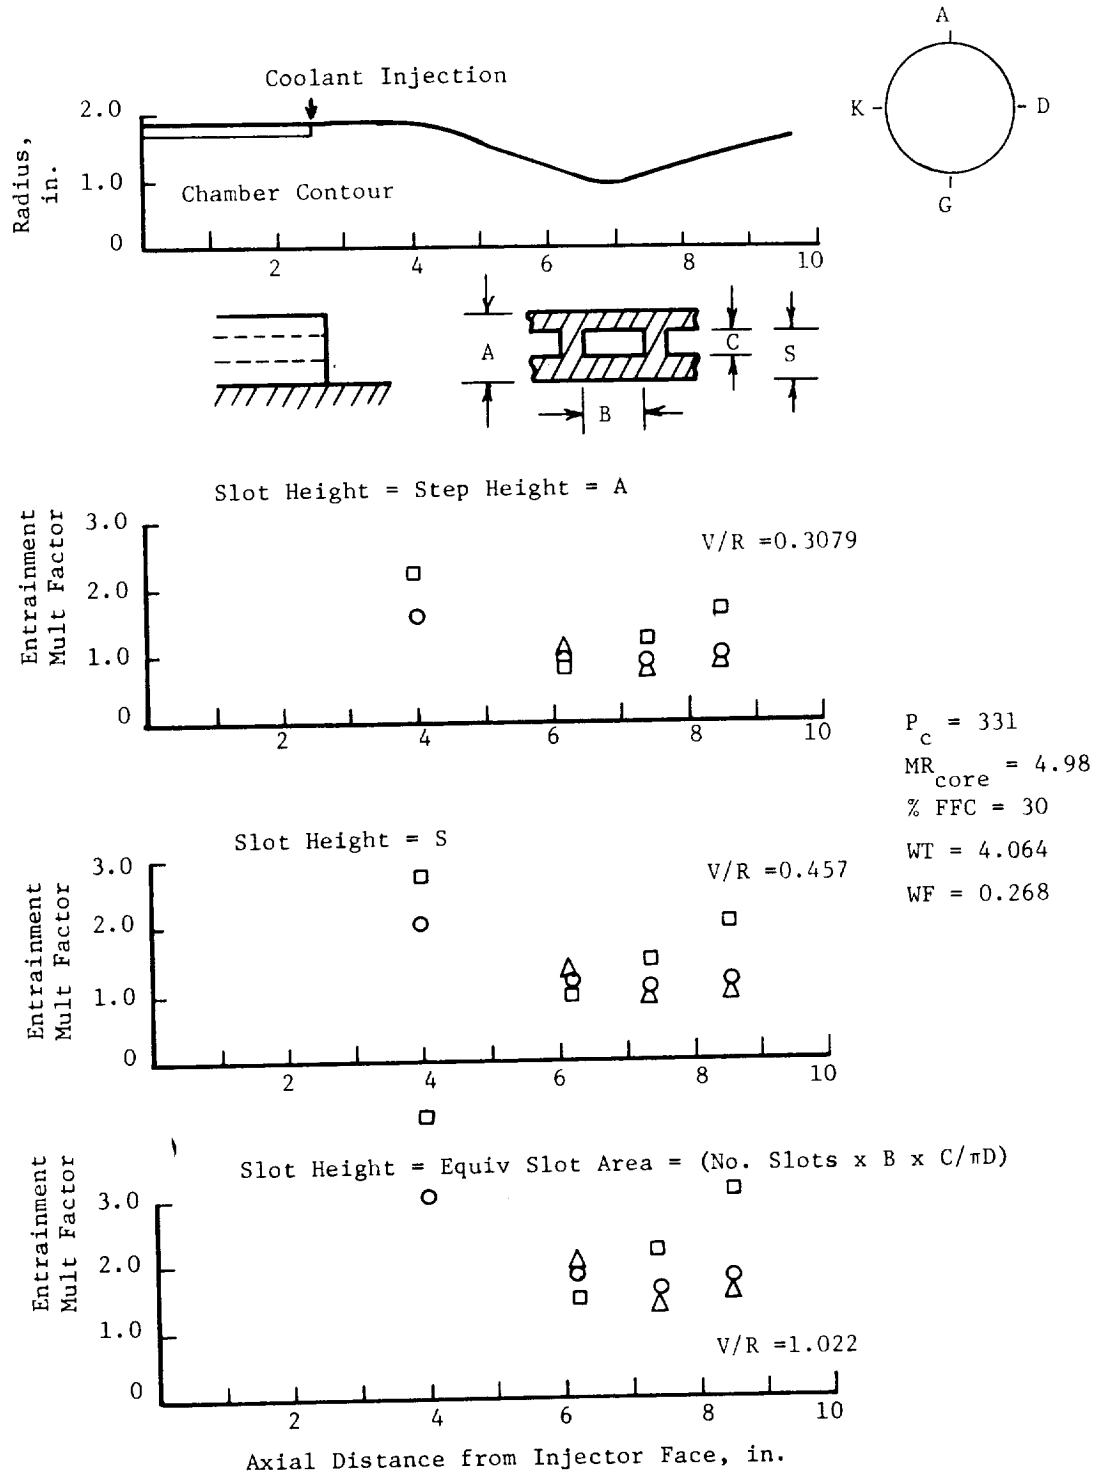 A
K
D
G
Coolant Injection
Radius,
in.
2.0
1.0
0
Chamber Contour
2 4 6 8 10
A
B
C
S
Slot Height = Step Height = A
Entrainment
Mult Factor
3.0
2.0
1.0
0
V/R =0.3079
2 4 6 8 10
P_c = 331
MR_core = 4.98
% FFC = 30
WT = 4.064
WF = 0.268
Slot Height = S
Entrainment
Mult Factor
3.0
2.0
1.0
0
V/R =0.457
2 4 6 8 10
Slot Height = Equiv Slot Area = (No. Slots x B x C/πD)
Entrainment
Mult Factor
3.0
2.0
1.0
0
V/R =1.022
2 4 6 8 10
Axial Distance from Injector Face, in.